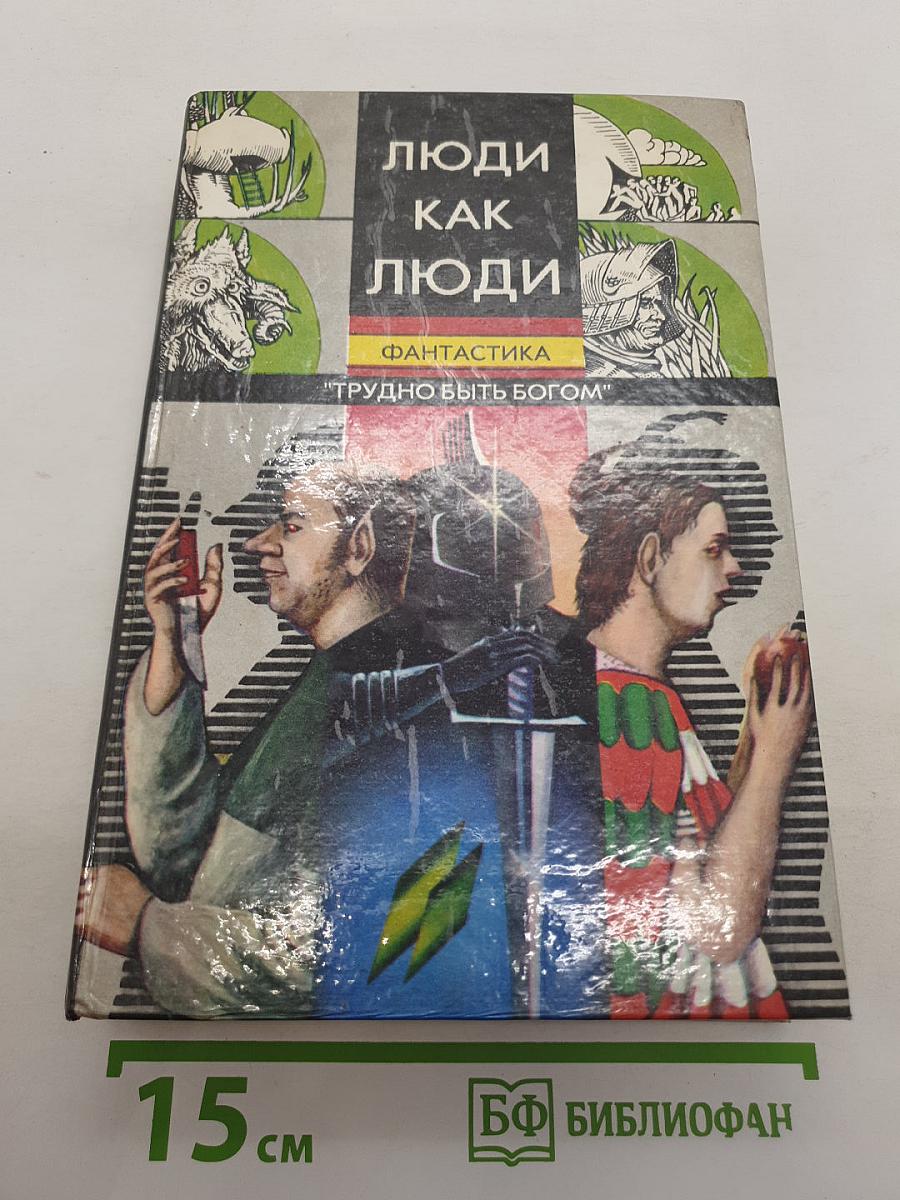 ЛЮДИ
КАК
ЛЮДИ
ФАНТАСТИКА
"ТРУДНО БЫТЬ БОГОМ"
15 см
БФ БИБЛИОФАН